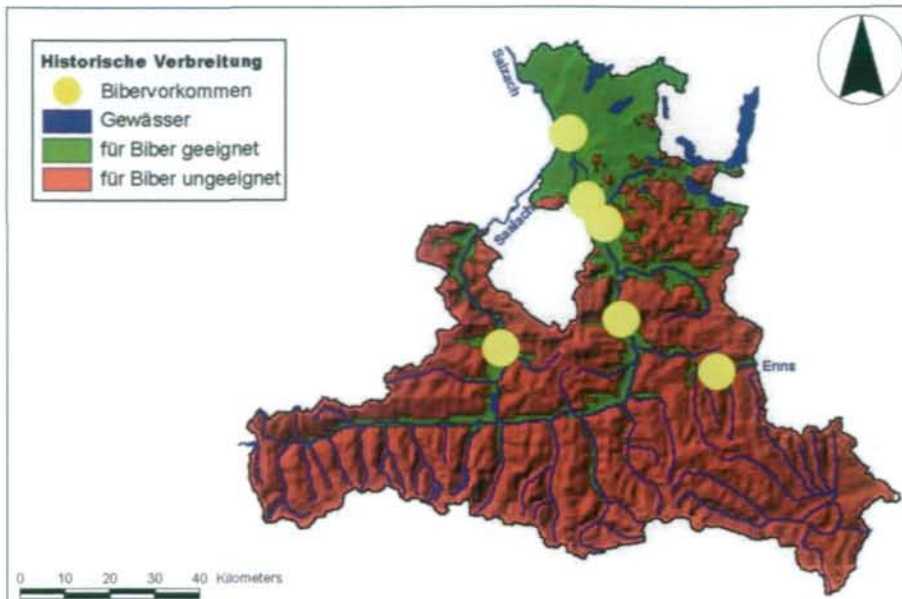 Historische Verbreitung
Bibervorkommen
Gewässer
für Biber geeignet
für Biber ungeeignet
Salzach
Saalach
Enns
0 10 20 30 40 Kilometers